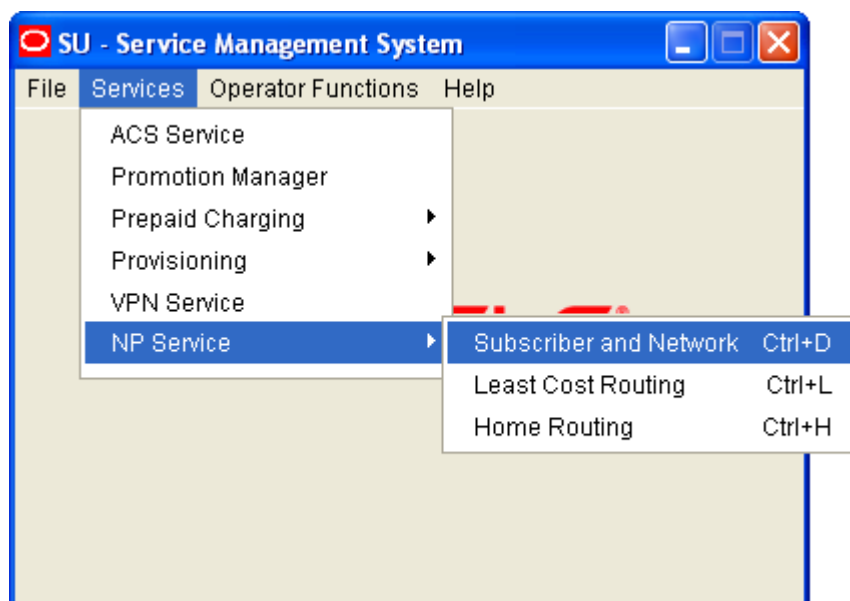 SU - Service Management System
File Services Operator Functions Help
ACS Service
Promotion Manager
Prepaid Charging
Provisioning
VPN Service
NP Service
Subscriber and Network Ctrl+D
Least Cost Routing Ctrl+L
Home Routing Ctrl+H